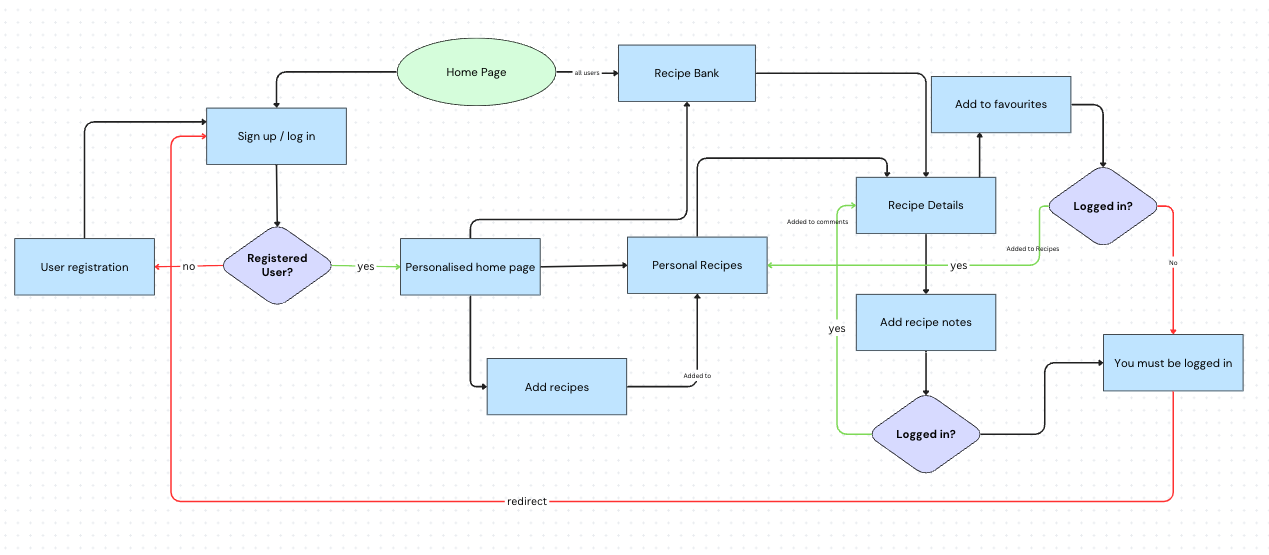 Home Page
all users
Recipe Bank
Add to favourites
Sign up / log in
Recipe Details
Logged in?
Added to comments
Added to Recipes
User registration
no
Registered
User?
yes
Personalised home page
Personal Recipes
yes
No
Add recipe notes
yes
You must be logged in
Add recipes
Added to
Logged in?
redirect